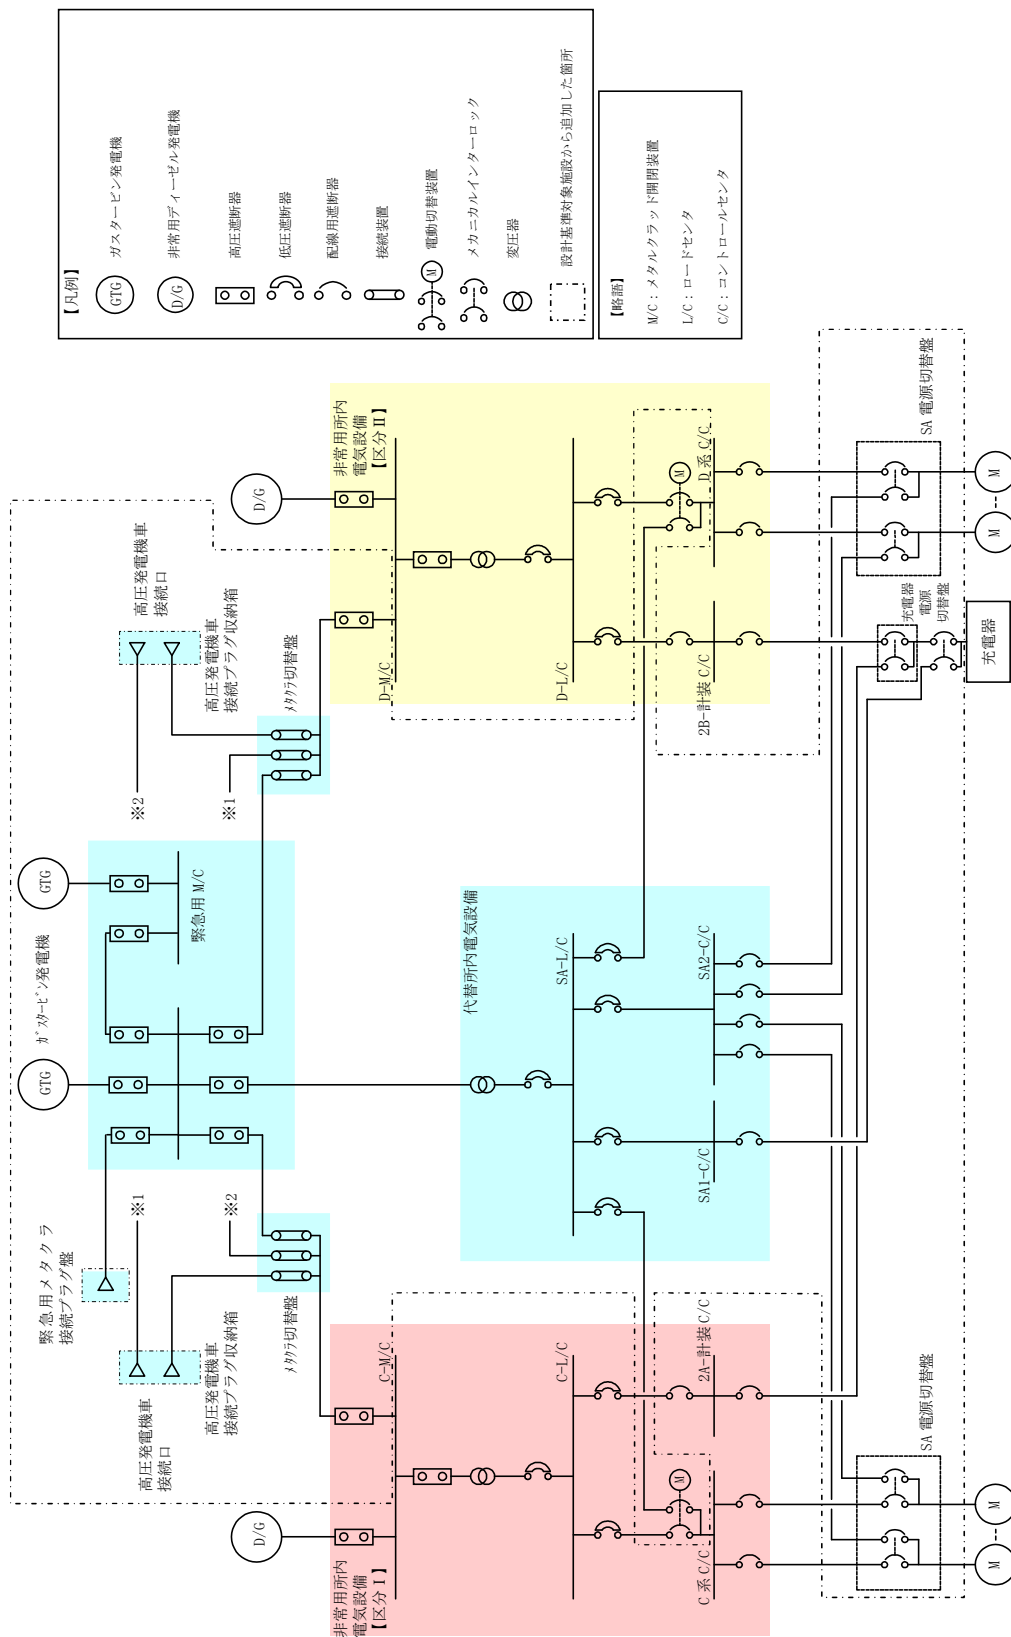 【凡例】
GTG
ガスタービン発電機
D/G
非常用ディーゼル発電機
高圧遮断器
低圧遮断器
配線用遮断器
接続装置
M
電動切替装置
メカニカルインターロック
変圧器
設計基準対象施設から追加した箇所
【略語】
M/C：メタルクラッド開閉装置
L/C：ロードセンタ
C/C：コントロールセンタ
緊急用メタクラ
接続プラグ盤
高圧発電機車
接続口
※1
高圧発電機車
接続プラグ収納箱
※2
メタクラ切替盤
GTG
ガスタービン発電機
GTG
緊急用 M/C
高圧発電機車
接続口
※2
高圧発電機車
接続プラグ収納箱
※1
メタクラ切替盤
D/G
非常用所内
電気設備
【区分Ⅰ】
C-M/C
C-L/C
M
C系 C/C
2A-計装 C/C
代替所内電気設備
SA-L/C
SA1-C/C
SA2-C/C
D/G
非常用所内
電気設備
【区分Ⅱ】
D-M/C
D-L/C
M
2B-計装 C/C
D系 C/C
SA 電源切替盤
M
M
充電器
電源
切替盤
充電器
SA 電源切替盤
M
M